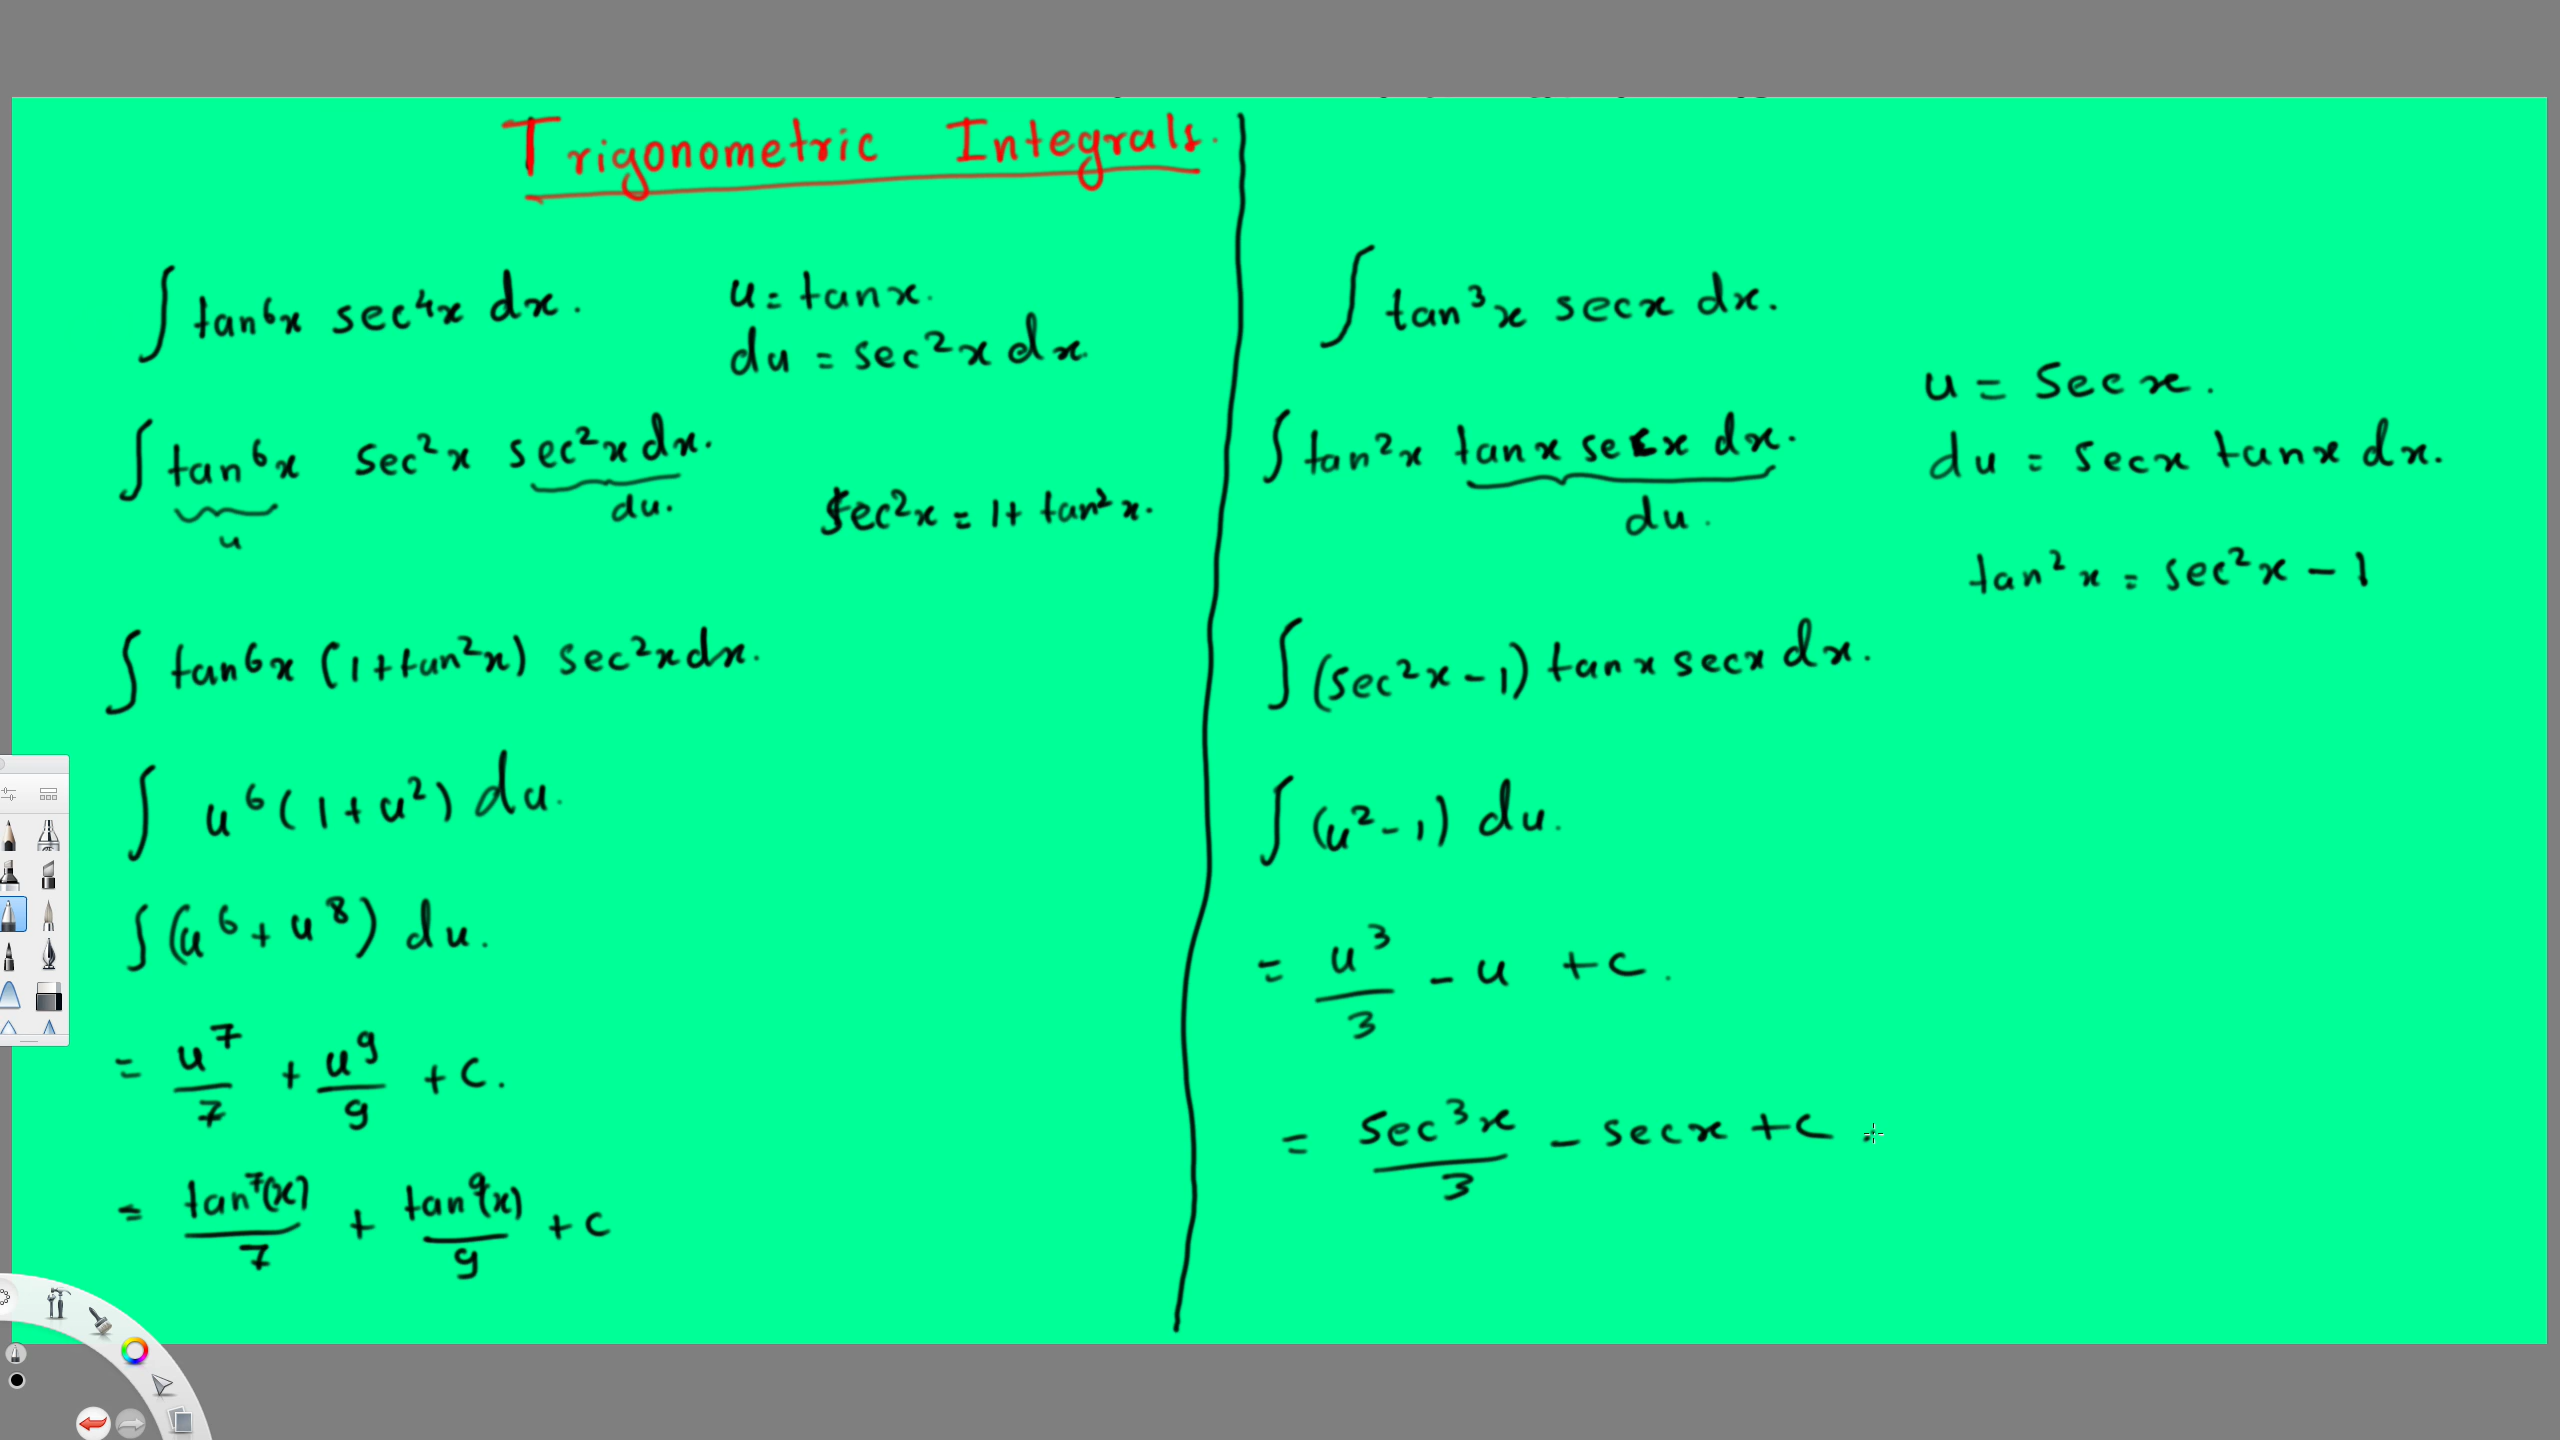 Trigonometric Integrals.
∫ tan⁶x sec⁴x dx.
u = tanx.
du = sec²x dx.
∫ tan⁶x sec²x sec²x dx.
u
du.
sec²x = 1 + tan²x.
∫ tan⁶x (1+tan²x) sec²x dx.
∫ u⁶(1+u²) du.
∫(u⁶+u⁸) du.
= u⁷/7 + u⁹/9 + c.
= tan⁷(x)/7 + tan⁹(x)/9 + c
∫ tan³x secx dx.
u = secx.
du = secx tanx dx.
∫ tan²x tanx secx dx.
du.
tan²x = sec²x - 1
∫ (sec²x - 1) tanx secx dx.
∫ (u² - 1) du.
= u³/3 - u + c.
= sec³x/3 - secx + c.